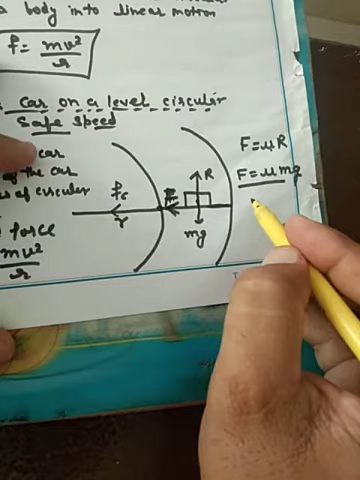 a body into linear motion
f = mv²/r
car on a level circular
Safe speed
car
of the car
of circular
force
mv²/r
fc
r
R
mg
F = μR
F = μmg